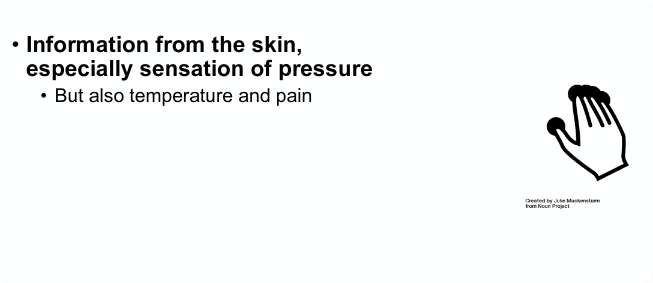 • Information from the skin,
especially sensation of pressure
• But also temperature and pain
Created by Julie Muckensturm
from Noun Project